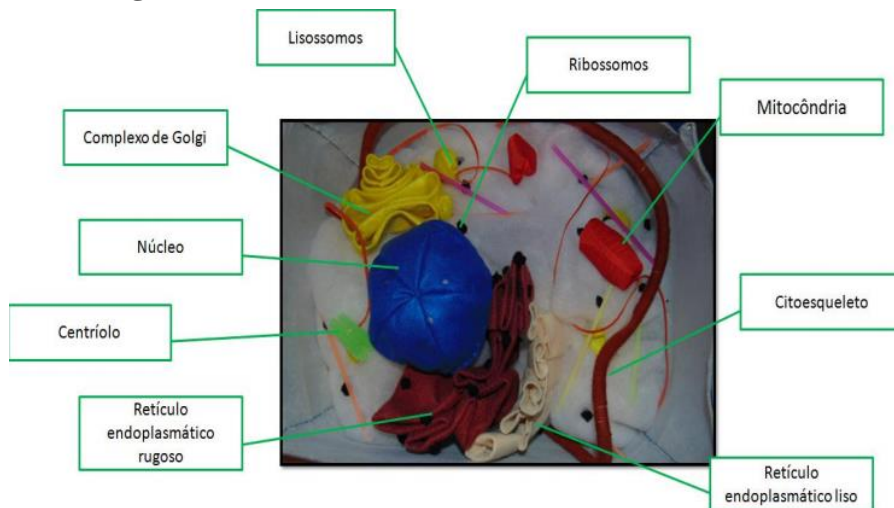 Lisossomos
Ribossomos
Mitocôndria
Complexo de Golgi
Núcleo
Citoesqueleto
Centríolo
Retículo
endoplasmático
rugoso
Retículo
endoplasmático liso